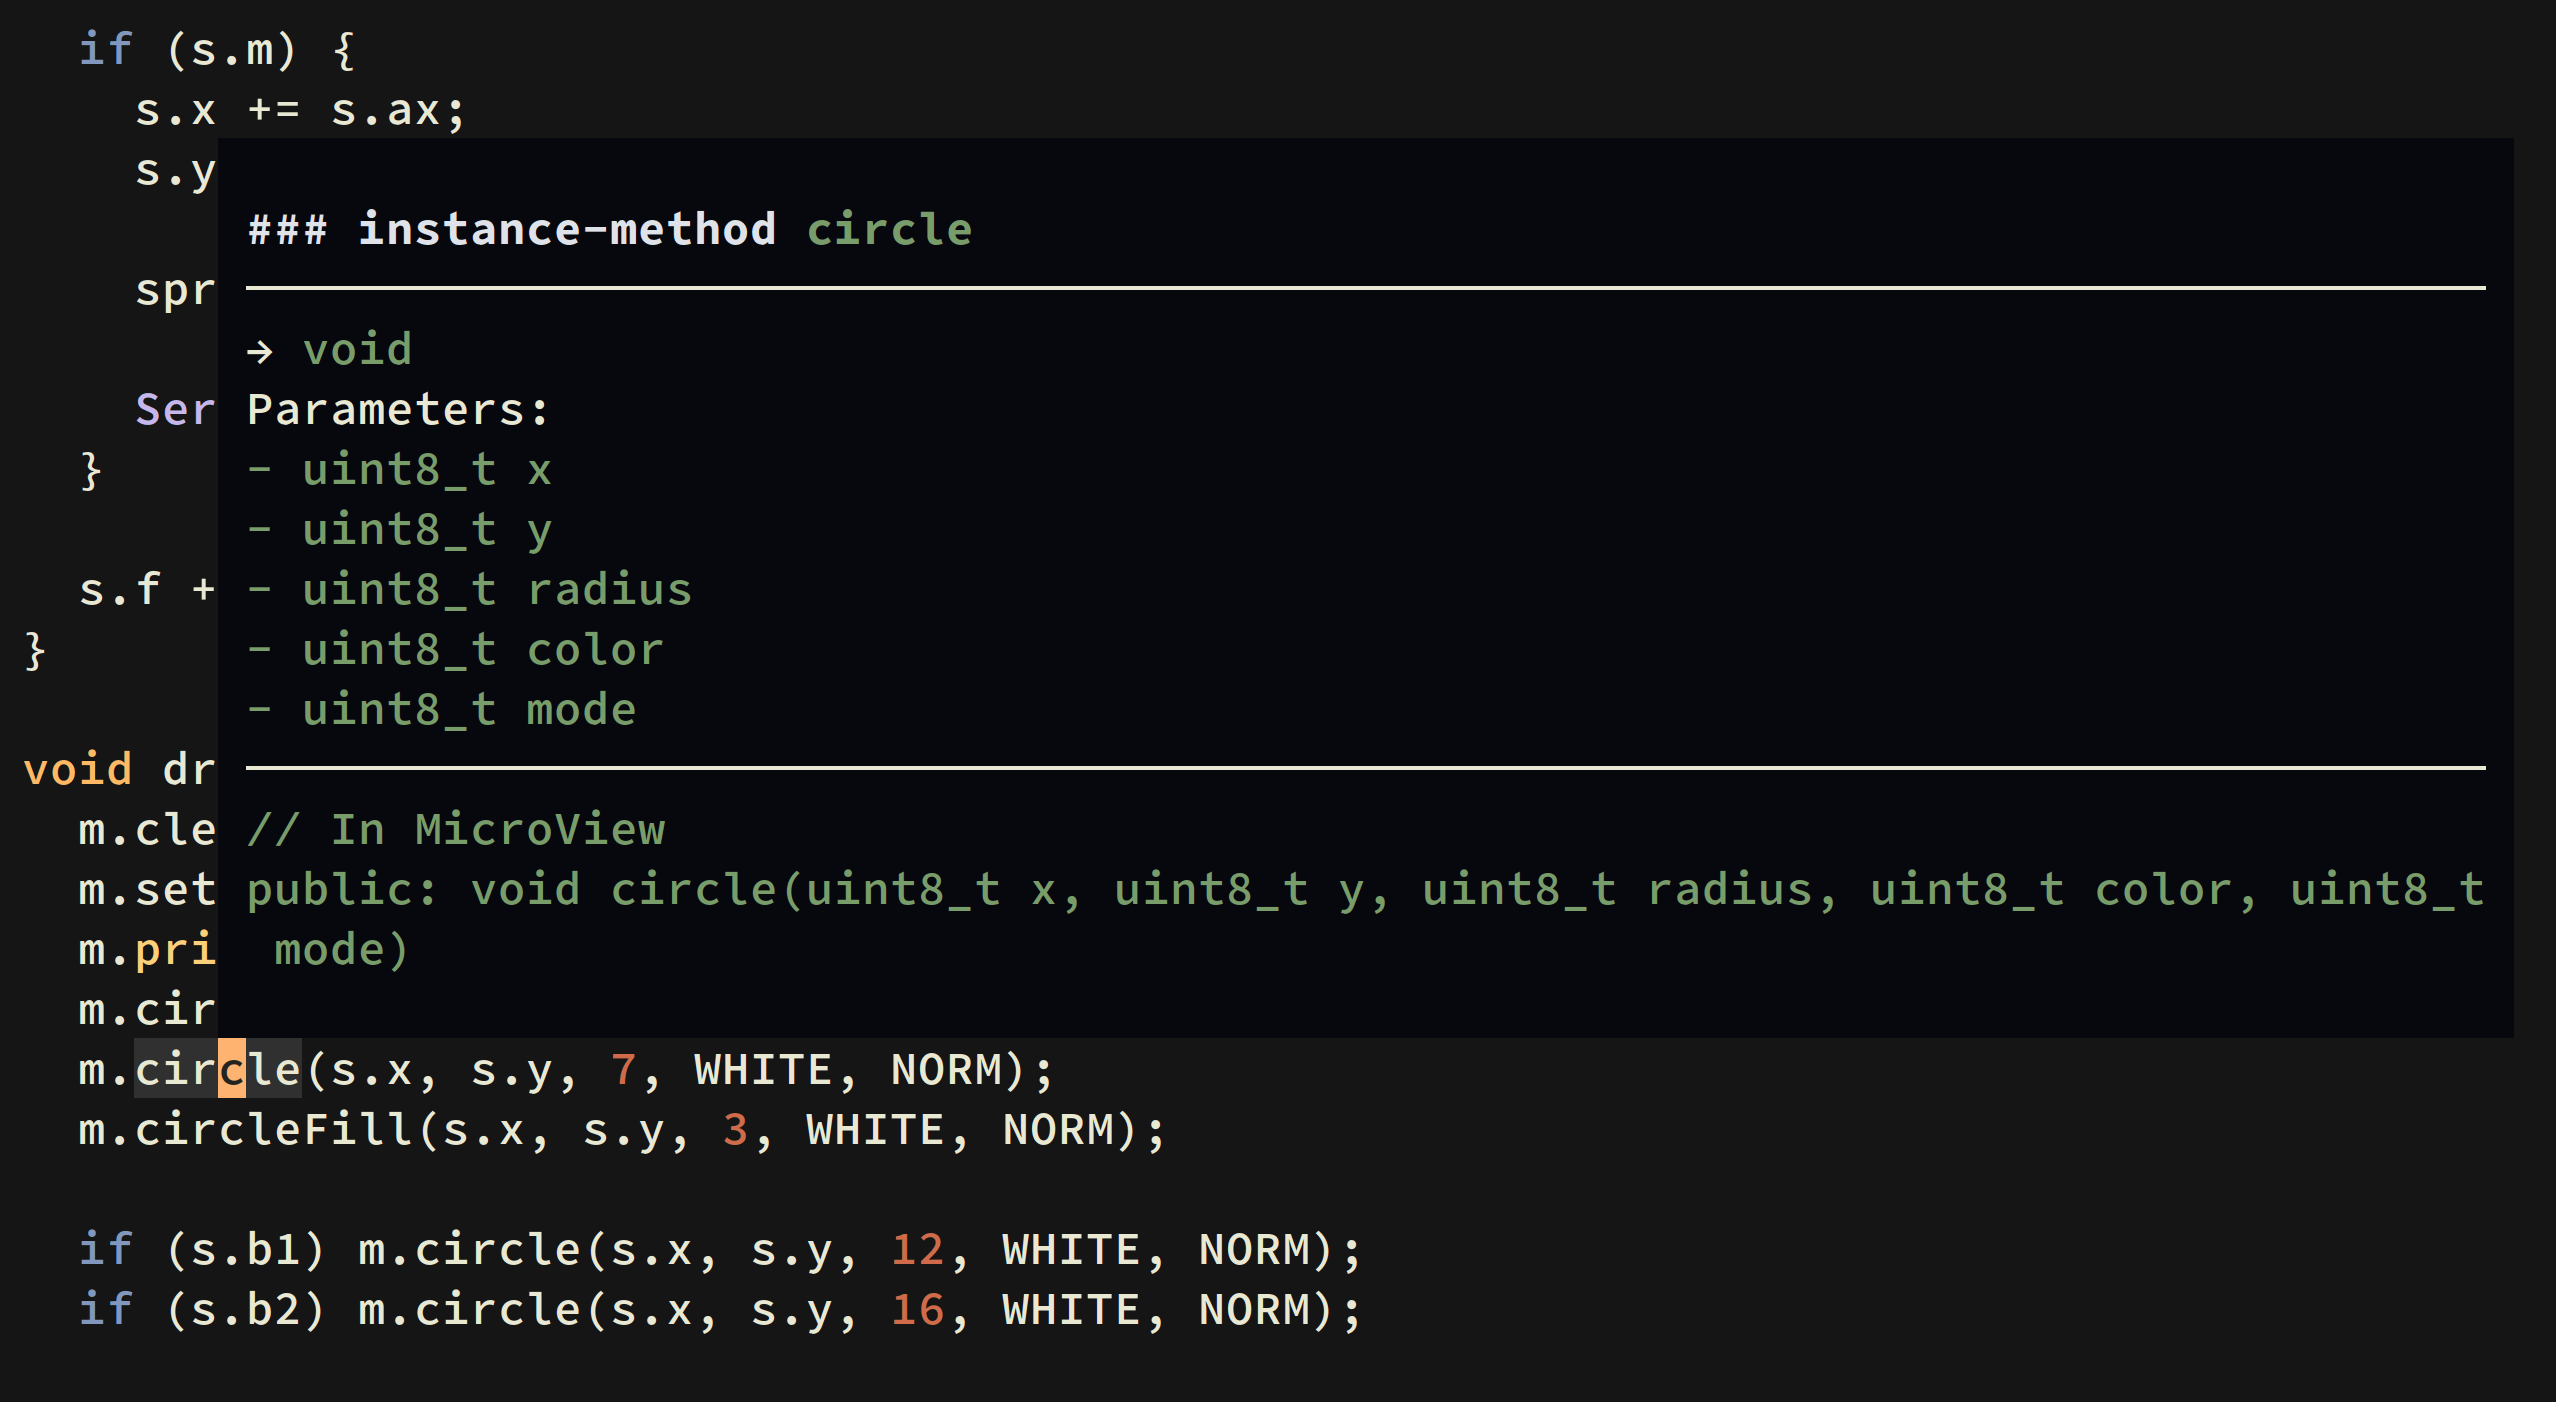 if (s.m) {
s.x += s.ax;
s.y
### instance-method circle
spr
→ void
Ser Parameters:
} - uint8_t x
- uint8_t y
s.f + - uint8_t radius
} - uint8_t color
- uint8_t mode
void dr
m.cle // In MicroView
m.set public: void circle(uint8_t x, uint8_t y, uint8_t radius, uint8_t color, uint8_t
m.pri mode)
m.cir
m.circle(s.x, s.y, 7, WHITE, NORM);
m.circleFill(s.x, s.y, 3, WHITE, NORM);
if (s.b1) m.circle(s.x, s.y, 12, WHITE, NORM);
if (s.b2) m.circle(s.x, s.y, 16, WHITE, NORM);